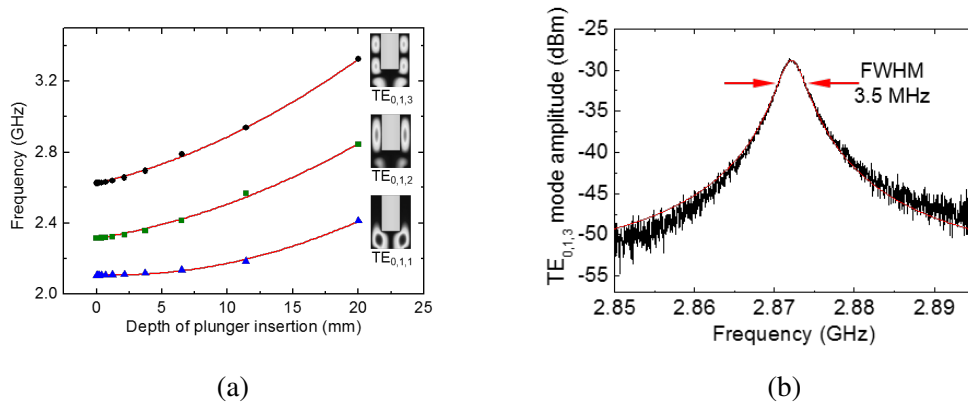 3.2
2.8
2.4
2.0
Frequency (GHz)
0
5
10
15
20
25
Depth of plunger insertion (mm)
TE0,1,3
TE0,1,2
TE0,1,1
(a)
-25
-30
-35
-40
-45
-50
-55
TE0,1,3 mode amplitude (dBm)
FWHM
3.5 MHz
2.85
2.86
2.87
2.88
2.89
Frequency (GHz)
(b)